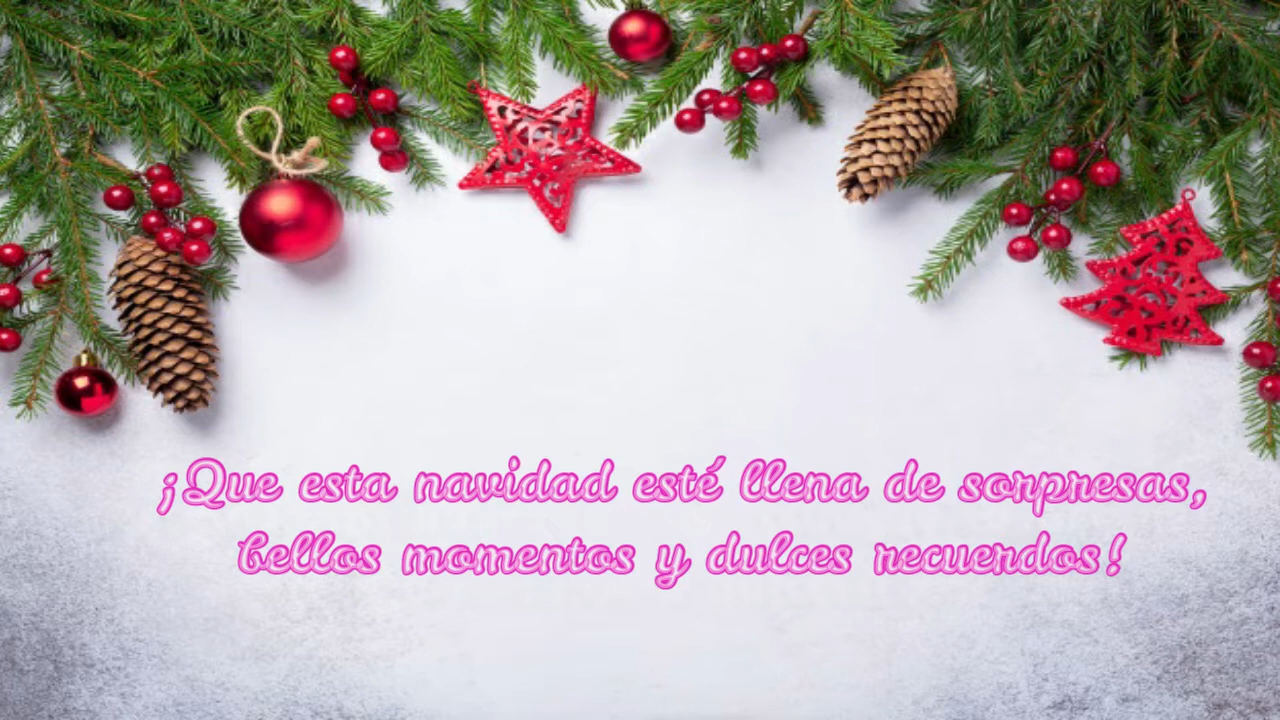 ¡Que esta navidad esté llena de sorpresas,
bellos momentos y dulces recuerdos!